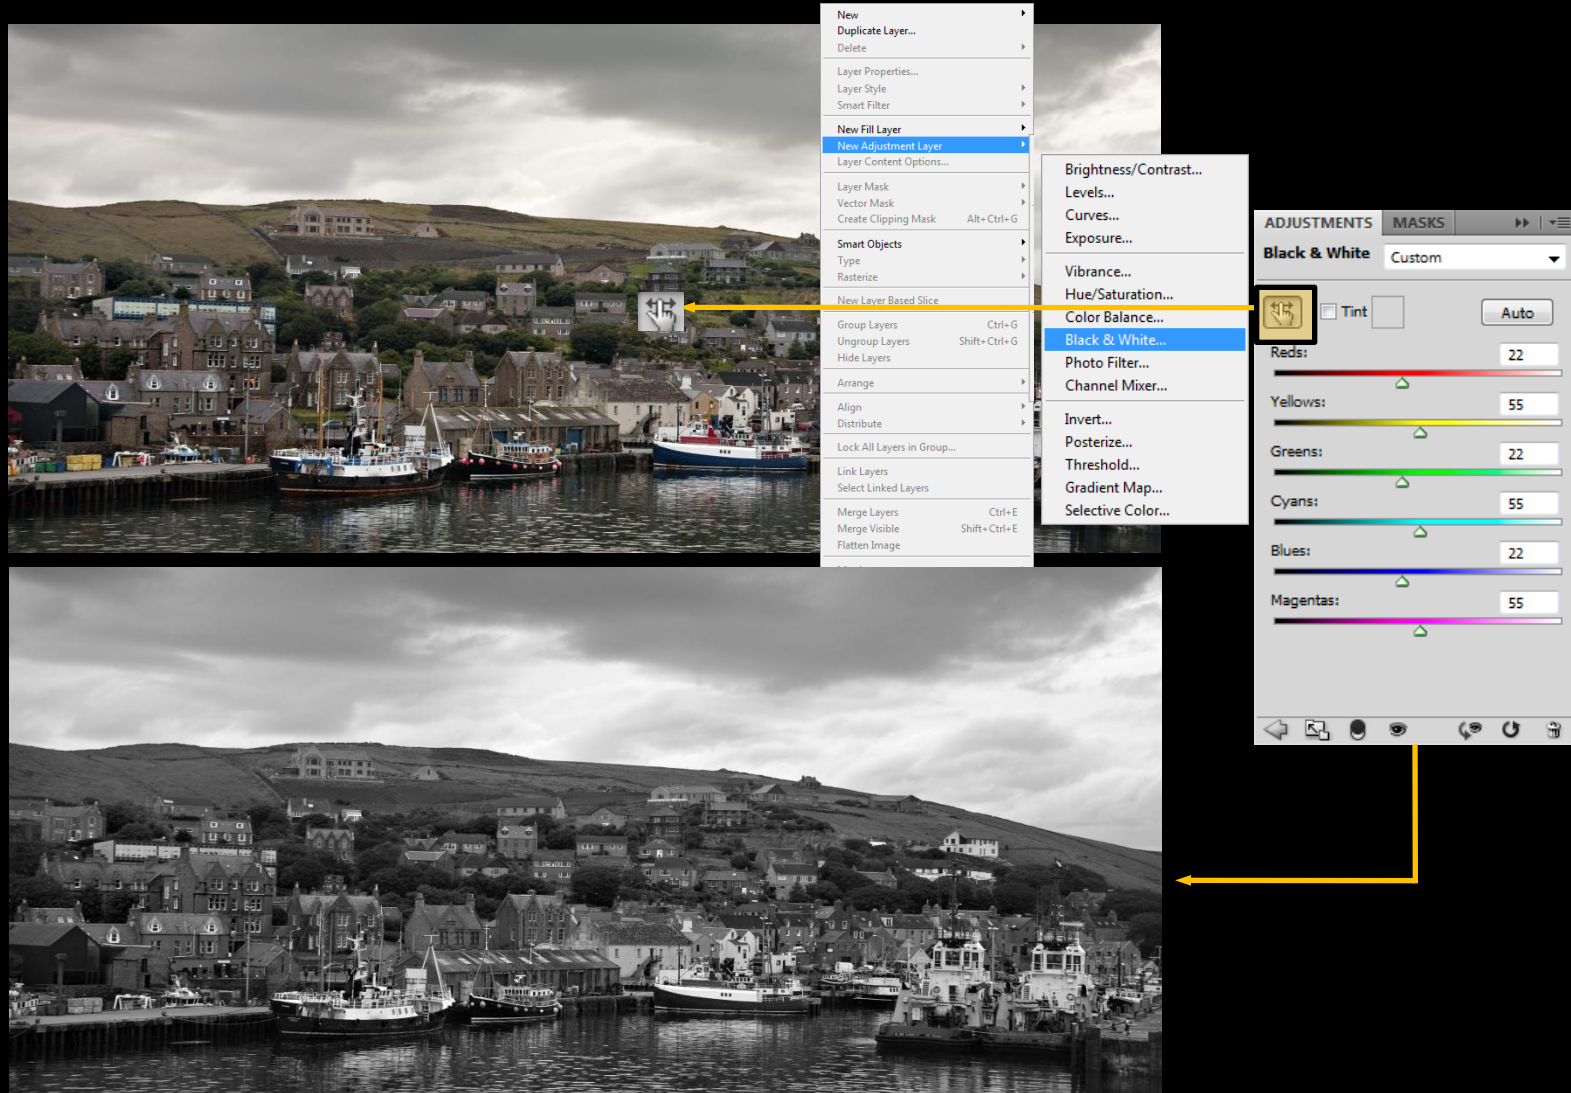 New
Duplicate Layer...
Delete
Layer Properties...
Layer Style
Smart Filter
New Fill Layer
New Adjustment Layer
Layer Content Options...
Layer Mask
Vector Mask
Create Clipping Mask Alt+Ctrl+G
Smart Objects
Type
Rasterize
New Layer Based Slice
Group Layers Ctrl+G
Ungroup Layers Shift+Ctrl+G
Hide Layers
Arrange
Align
Distribute
Lock All Layers in Group...
Link Layers
Select Linked Layers
Merge Layers Ctrl+E
Merge Visible Shift+Ctrl+E
Flatten Image
Brightness/Contrast...
Levels...
Curves...
Exposure...
Vibrance...
Hue/Saturation...
Color Balance...
Black & White...
Photo Filter...
Channel Mixer...
Invert...
Posterize...
Threshold...
Gradient Map...
Selective Color...
ADJUSTMENTS MASKS
Black & White Custom
Tint Auto
Reds: 22
Yellows: 55
Greens: 22
Cyans: 55
Blues: 22
Magentas: 55